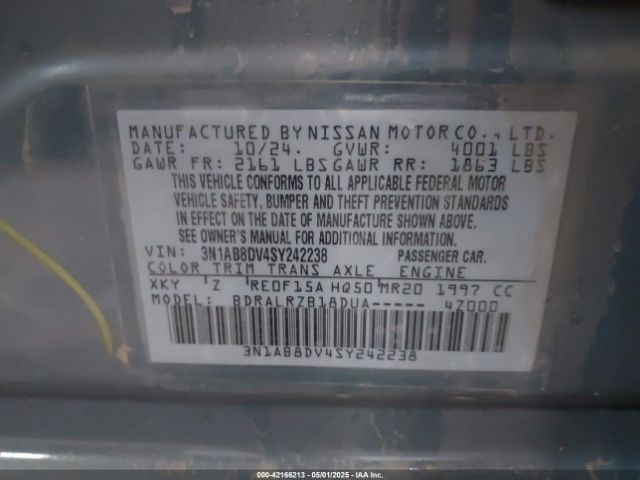 MANUFACTURED BY NISSAN MOTOR CO., LTD.
DATE: 10/24. GVWR: 4001 LBS
GAWR FR: 2161 LBS GAWR RR: 1863 LBS
THIS VEHICLE CONFORMS TO ALL APPLICABLE FEDERAL MOTOR
VEHICLE SAFETY, BUMPER AND THEFT PREVENTION STANDARDS
IN EFFECT ON THE DATE OF MANUFACTURE SHOWN ABOVE.
SEE OWNER'S MANUAL FOR ADDITIONAL INFORMATION.
VIN: 3N1AB8DV4SY242238 PASSENGER CAR.
COLOR TRIM TRANS AXLE ENGINE
XKY Z RE0F15A HQ50 MR20 1997 CC
MODEL: BDRALRZB18DUA----- 4Z000
3N1AB8DV4SY242238
000-42166213 - 05/01/2025 - IAAI, Inc.